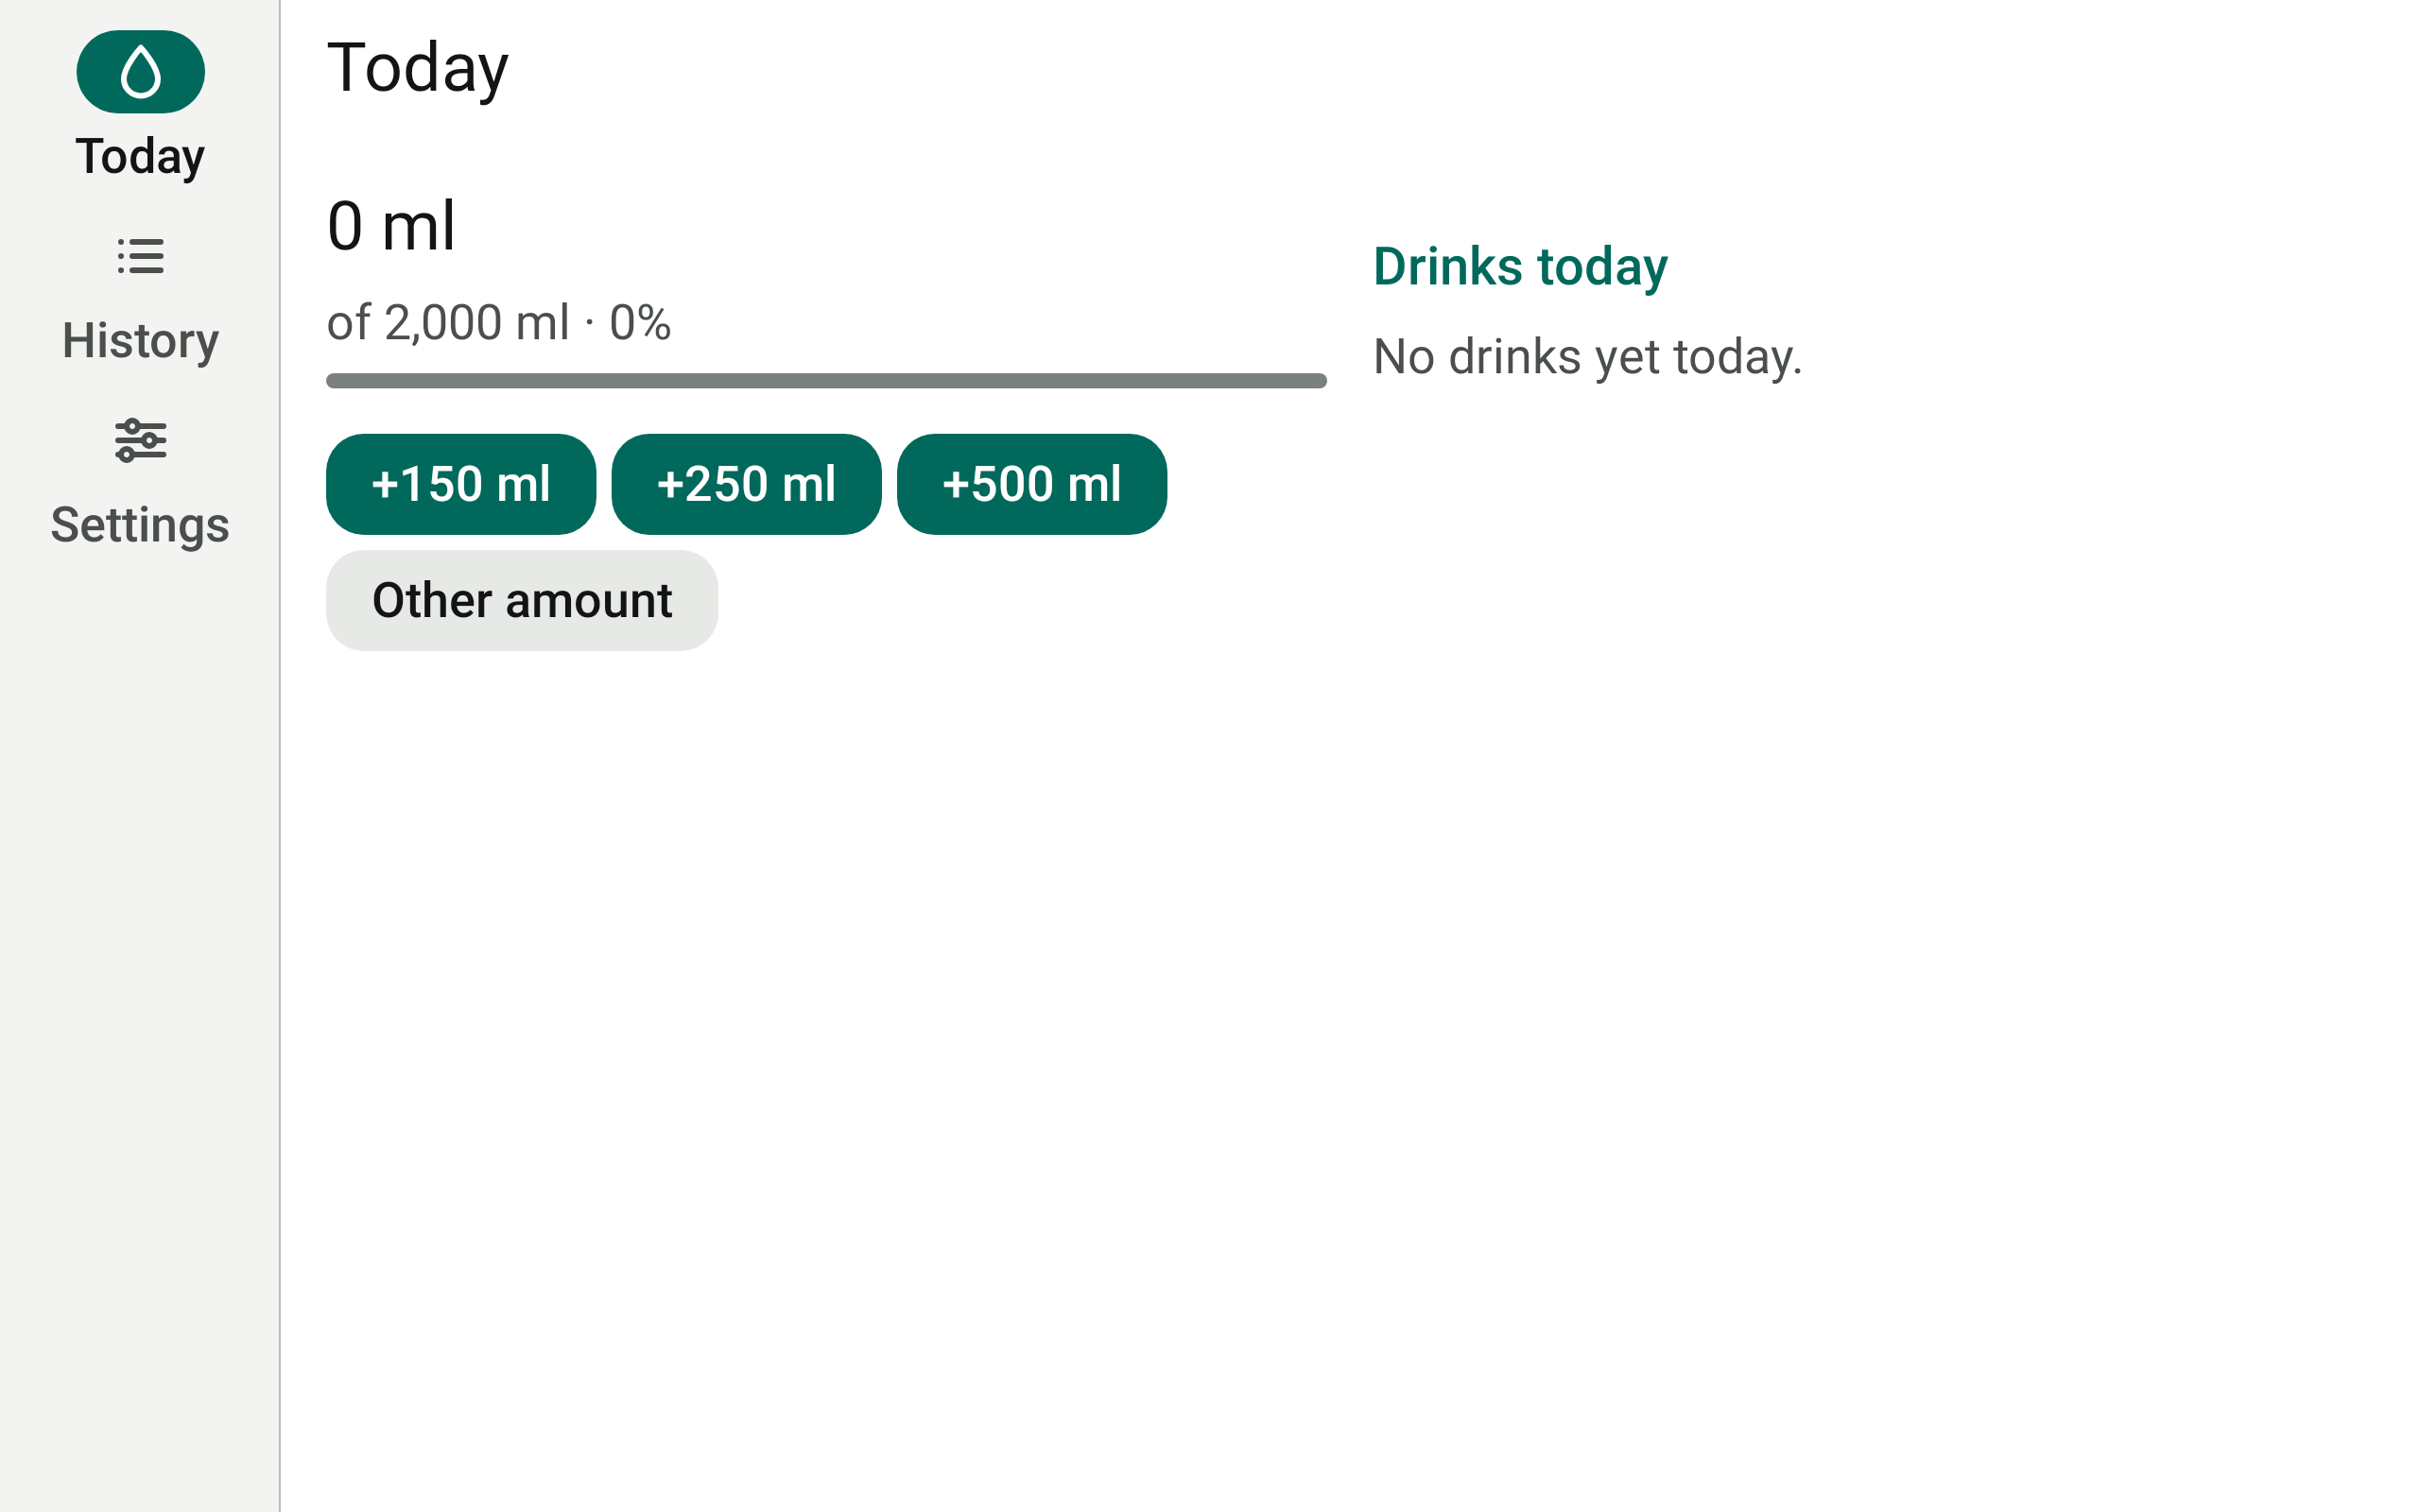 Today
History
Settings
Today
0 ml
of 2,000 ml · 0%
+150 ml
+250 ml
+500 ml
Other amount
Drinks today
No drinks yet today.